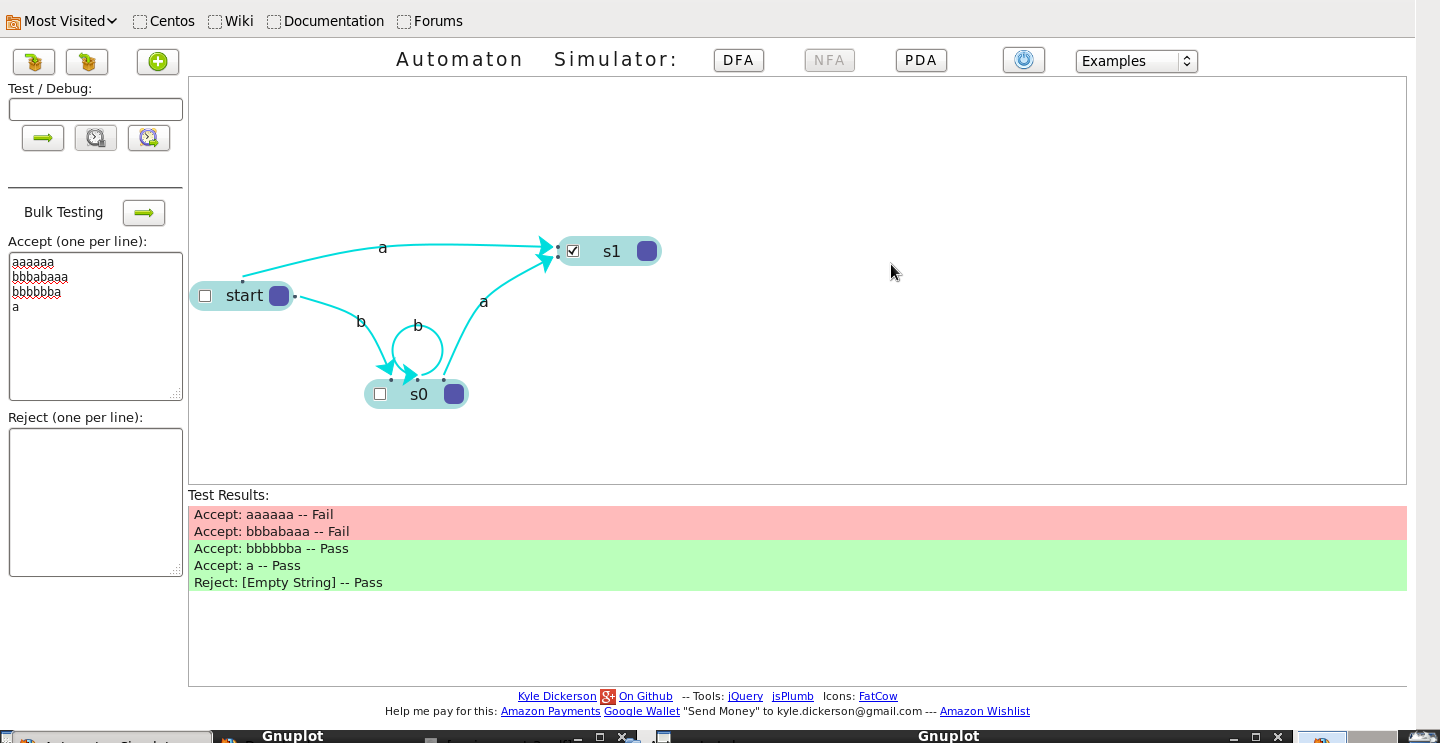 Most Visited Centos Wiki Documentation Forums
Automaton Simulator: DFA NFA PDA Examples
Test / Debug:
Bulk Testing
Accept (one per line):
aaaaaa
bbbabaaa
bbbbbba
a
Reject (one per line):
a
s1
start
b
b
a
s0
Test Results:
Accept: aaaaaa -- Fail
Accept: bbbabaaa -- Fail
Accept: bbbbbba -- Pass
Accept: a -- Pass
Reject: [Empty String] -- Pass
Kyle Dickerson g+ On Github -- Tools: jQuery jsPlumb Icons: FatCow
Help me pay for this: Amazon Payments Google Wallet "Send Money" to kyle.dickerson@gmail.com --- Amazon Wishlist
Gnuplot Gnuplot